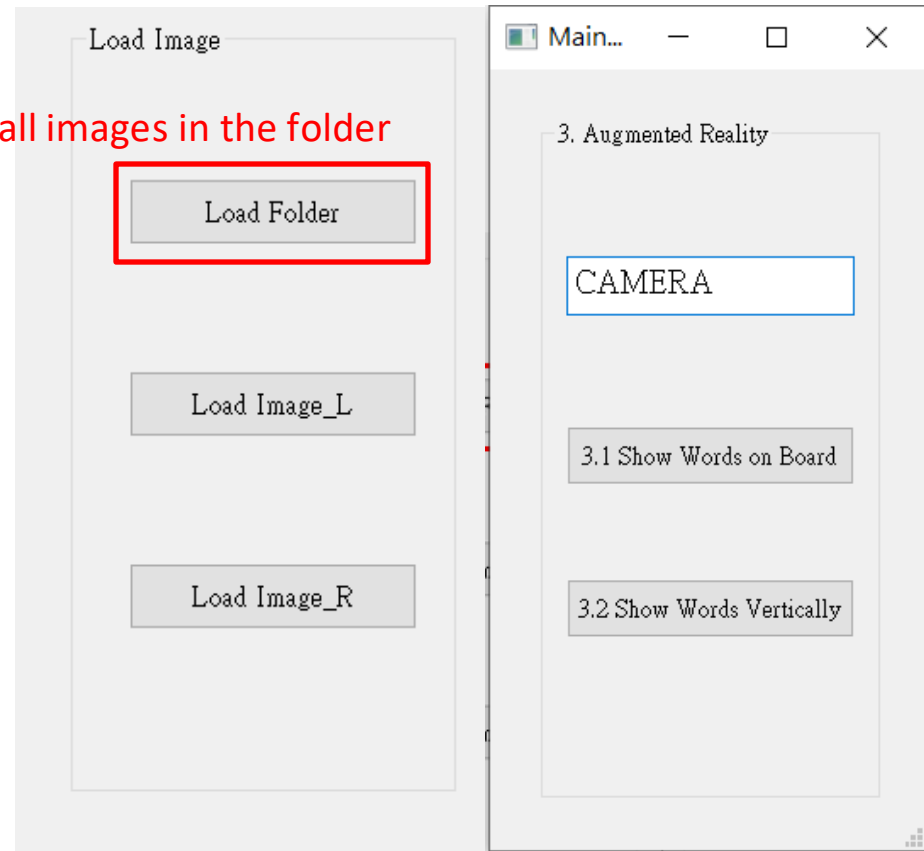 Load Image
all images in the folder
Load Folder
Load Image_L
Load Image_R
Main...
3. Augmented Reality
CAMERA
3.1 Show Words on Board
3.2 Show Words Vertically